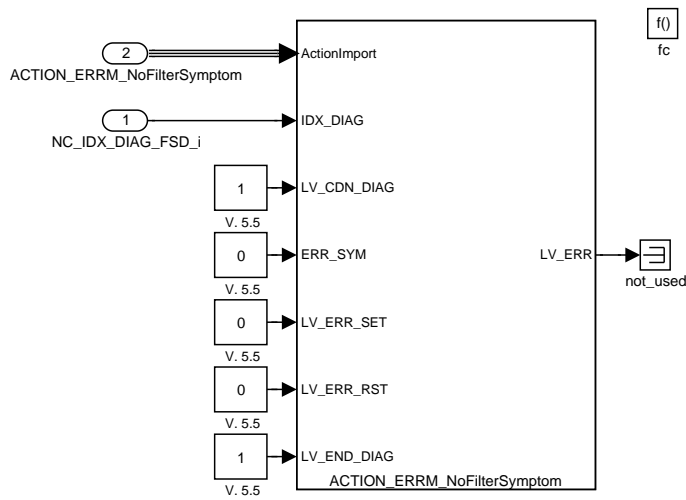 f()
fc
2
ActionImport
ACTION_ERRM_NoFilterSymptom
1
IDX_DIAG
NC_IDX_DIAG_FSD_i
1
LV_CDN_DIAG
V. 5.5
0
ERR_SYM
LV_ERR
V. 5.5
not_used
0
LV_ERR_SET
V. 5.5
0
LV_ERR_RST
V. 5.5
1
LV_END_DIAG
ACTION_ERRM_NoFilterSymptom
V. 5.5